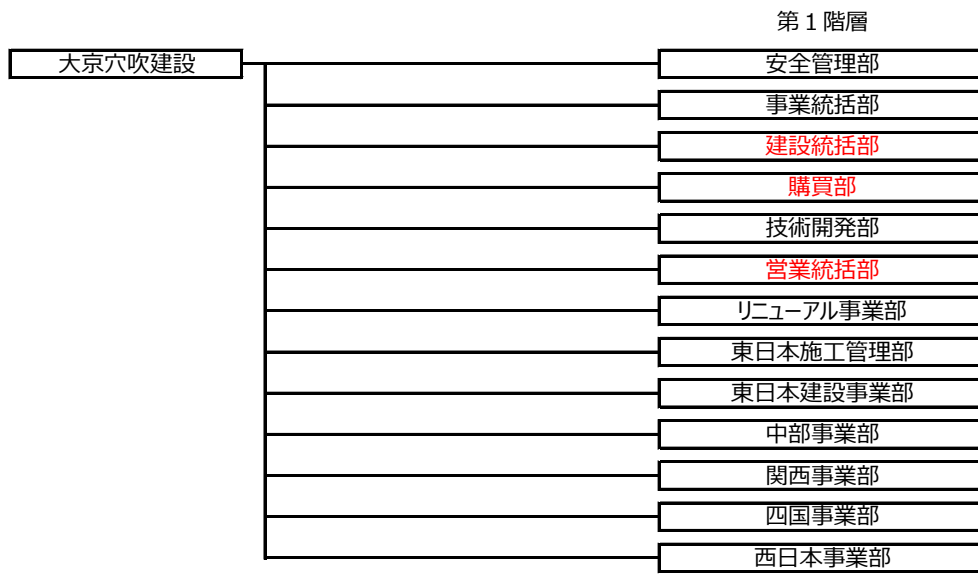 第１階層
大京穴吹建設
安全管理部
事業統括部
建設統括部
購買部
技術開発部
営業統括部
リニューアル事業部
東日本施工管理部
東日本建設事業部
中部事業部
関西事業部
四国事業部
西日本事業部